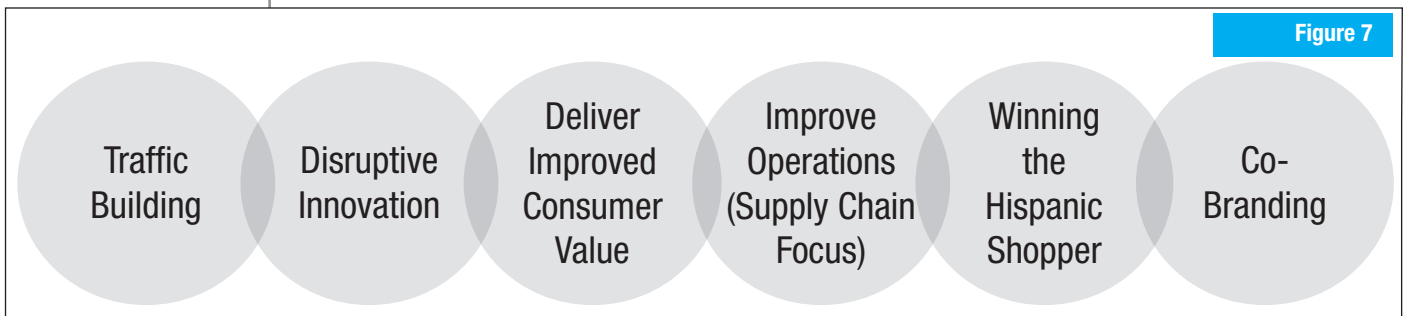 Figure 7
Traffic
Building
Disruptive
Innovation
Deliver
Improved
Consumer
Value
Improve
Operations
(Supply Chain
Focus)
Winning
the
Hispanic
Shopper
Co-
Branding